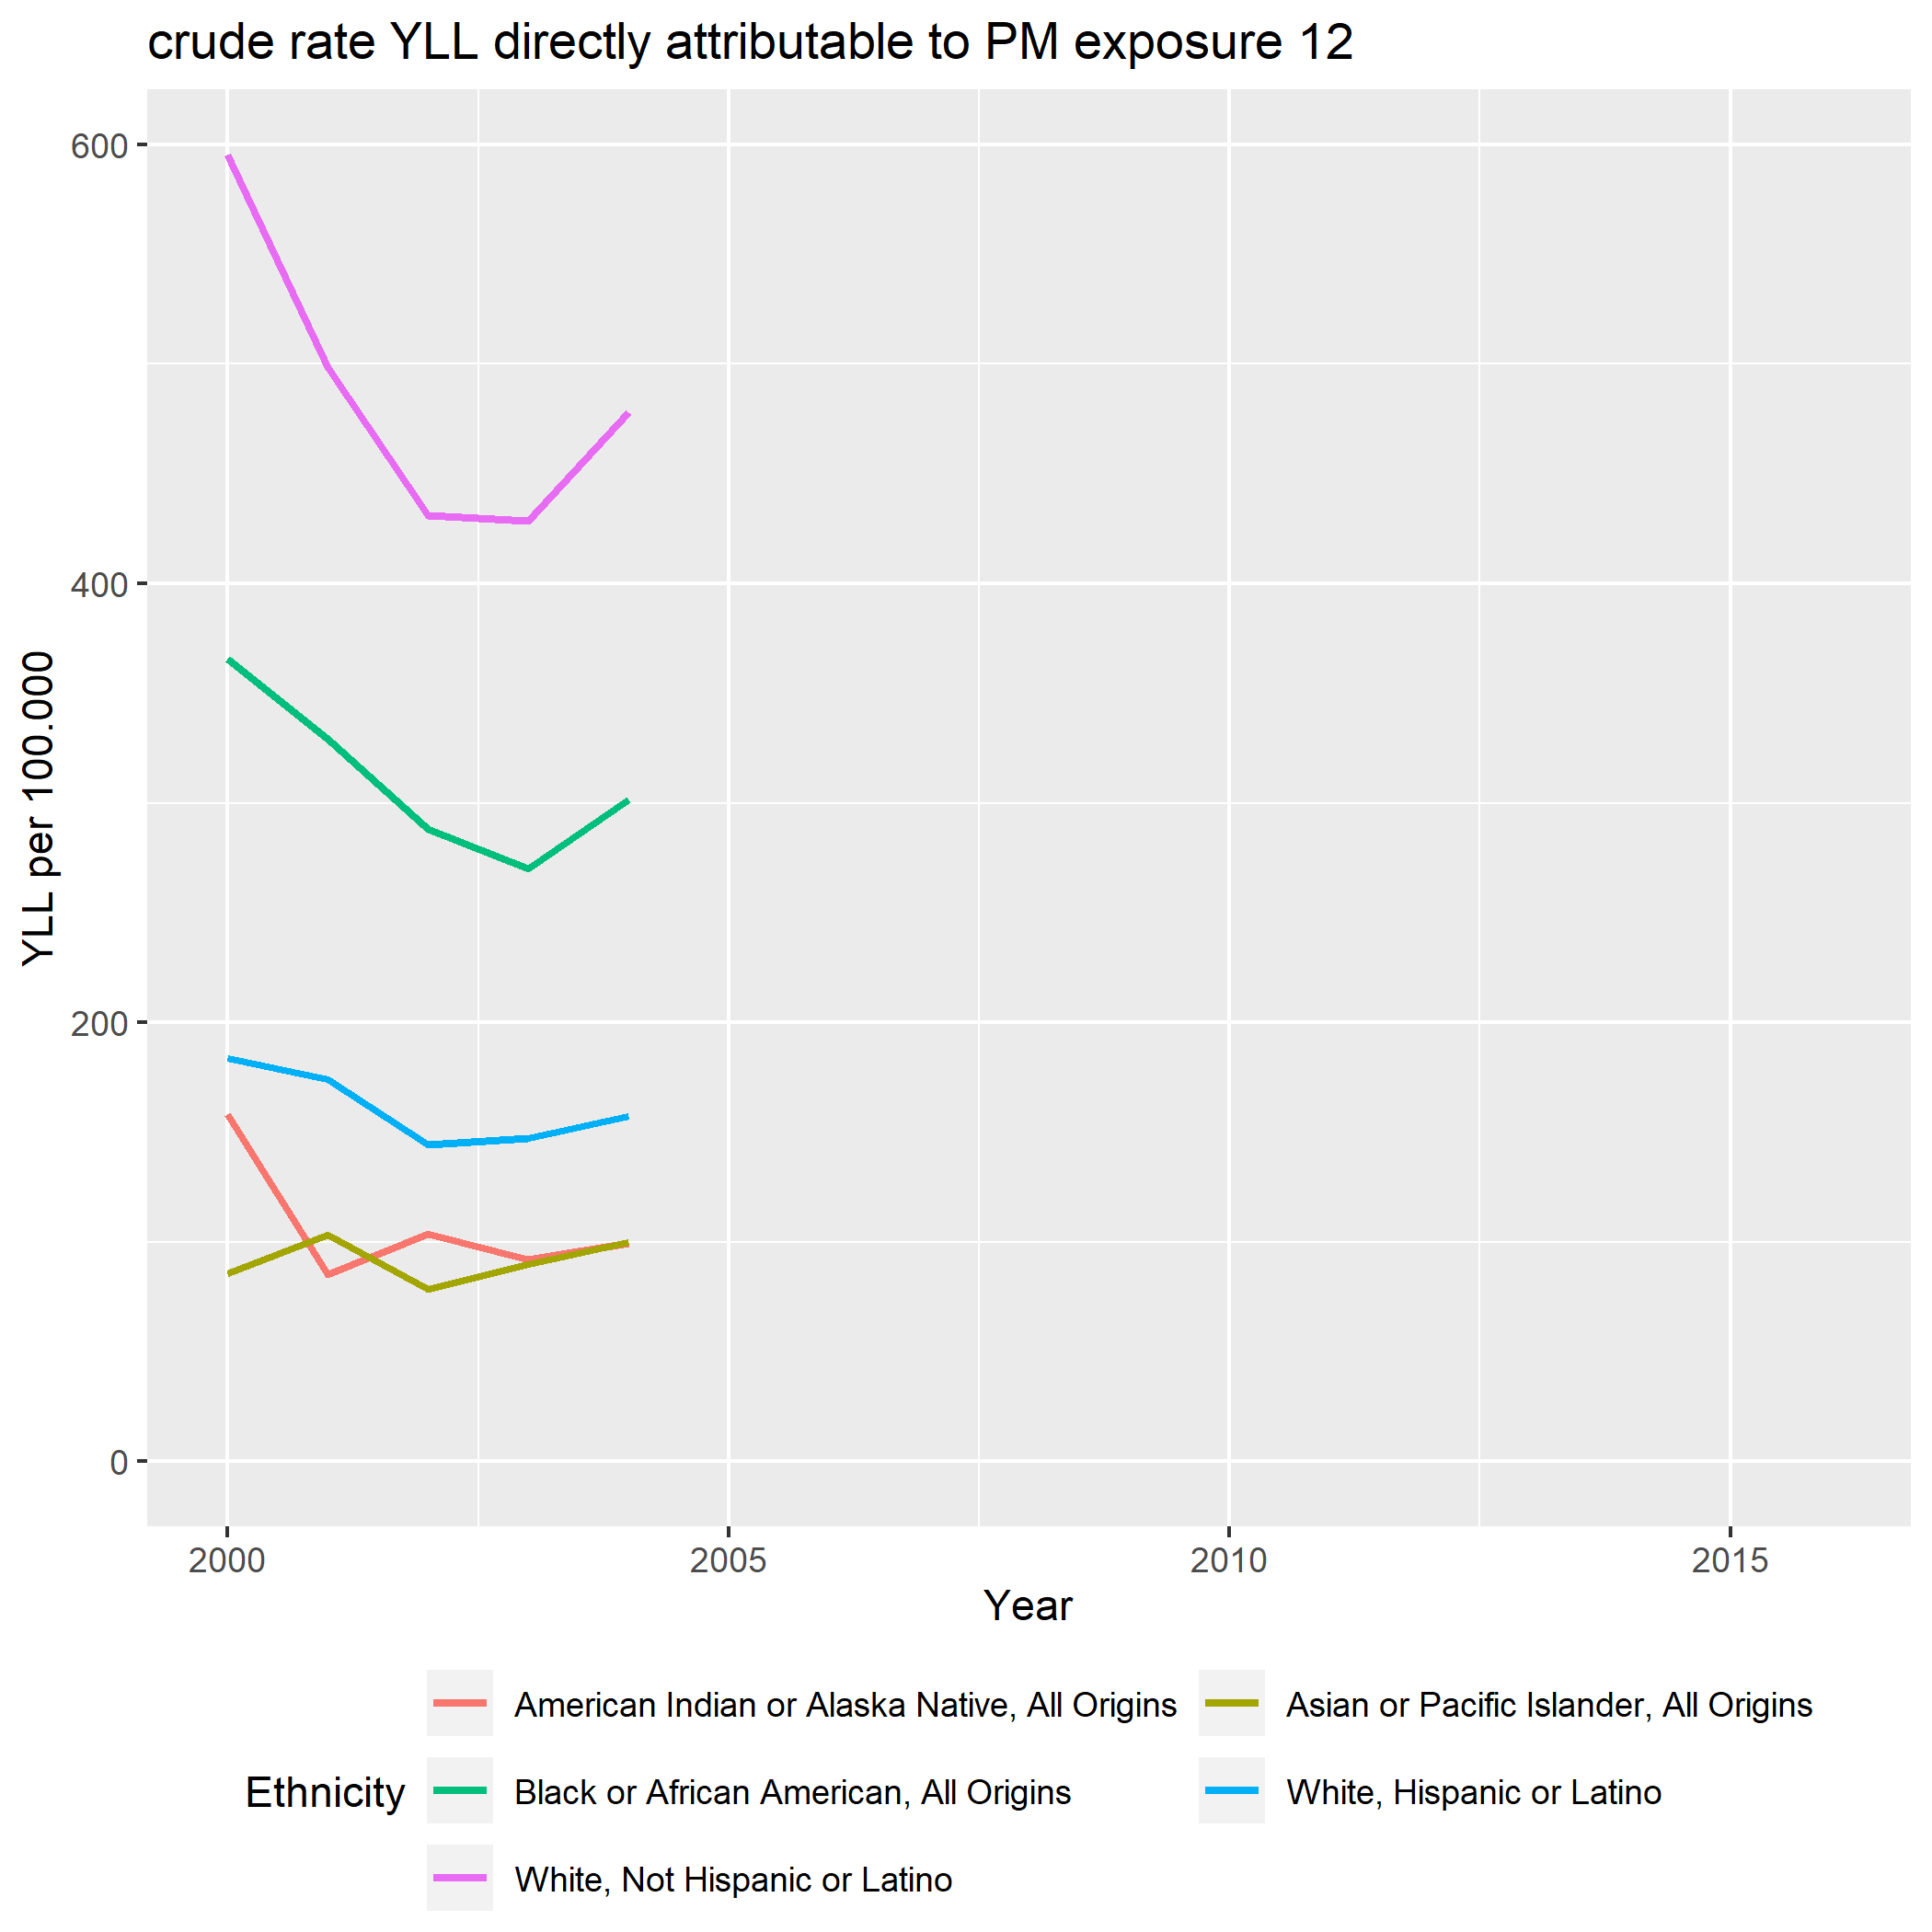 crude rate YLL directly attributable to PM exposure 12
600
400
200
0
YLL per 100.000
2000 2005 2010 2015
Year
Ethnicity
American Indian or Alaska Native, All Origins
Asian or Pacific Islander, All Origins
Black or African American, All Origins
White, Hispanic or Latino
White, Not Hispanic or Latino